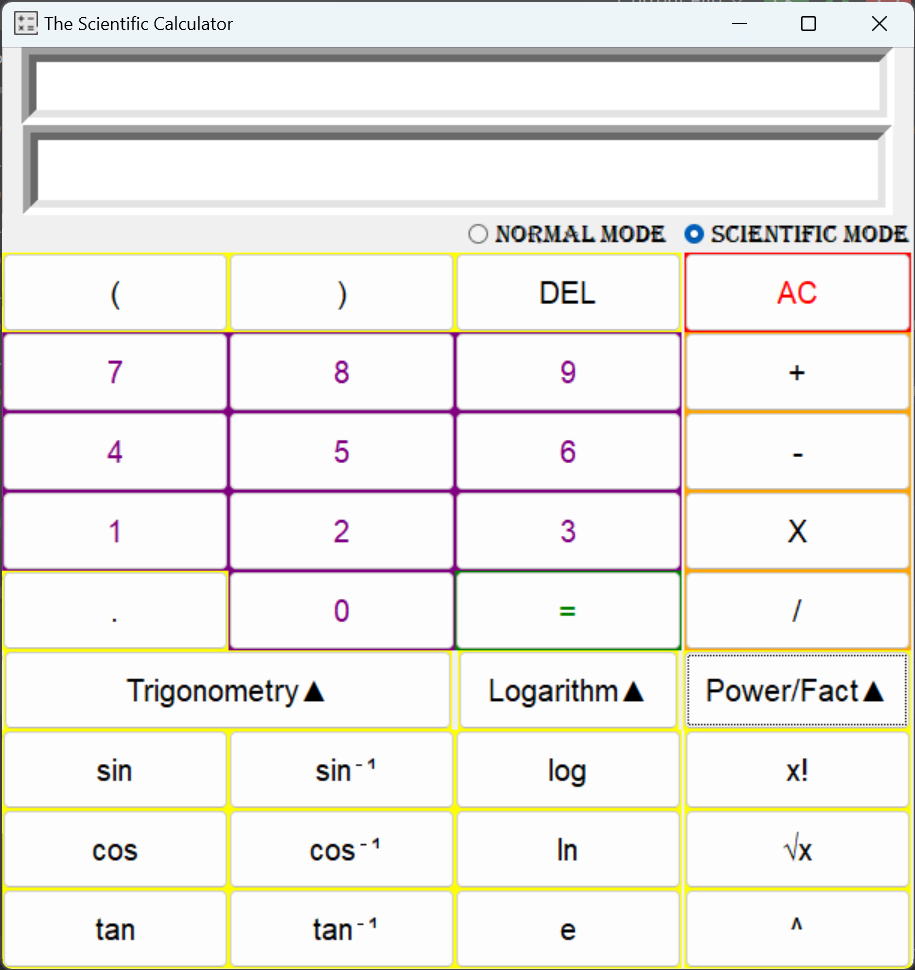 The Scientific Calculator
NORMAL MODE SCIENTIFIC MODE
( ) DEL AC
7 8 9 +
4 5 6 -
1 2 3 X
. 0 = /
Trigonometry▲ Logarithm▲ Power/Fact▲
sin sin⁻¹ log x!
cos cos⁻¹ ln √x
tan tan⁻¹ e ^